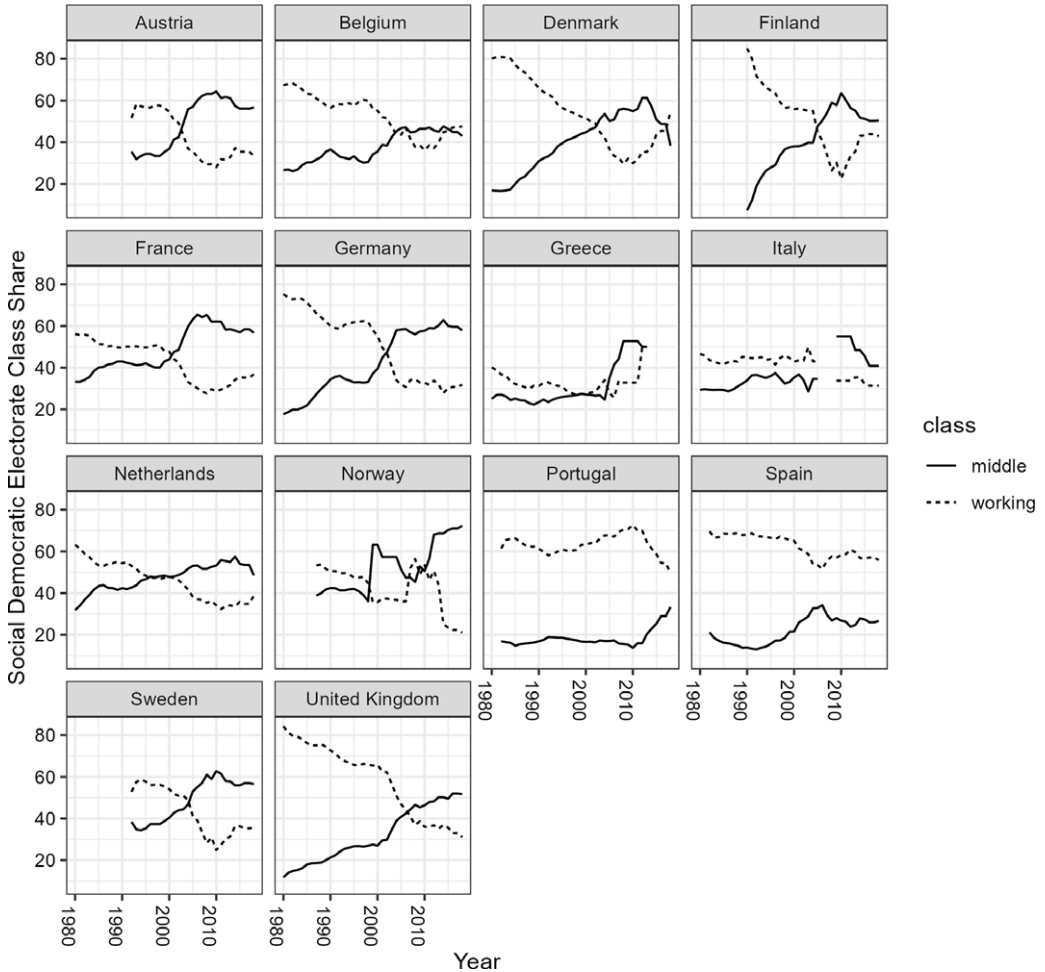 Austria
Belgium
Denmark
Finland
80
60
40
20
France
Germany
Greece
Italy
80
60
40
20
Netherlands
Norway
Portugal
Spain
80
60
40
20
1980
1990
2000
2010
1980
1990
2000
2010
Sweden
United Kingdom
80
60
40
20
1980
1990
2000
2010
1980
1990
2000
2010
Social Democratic Electorate Class Share
Year
class
middle
working